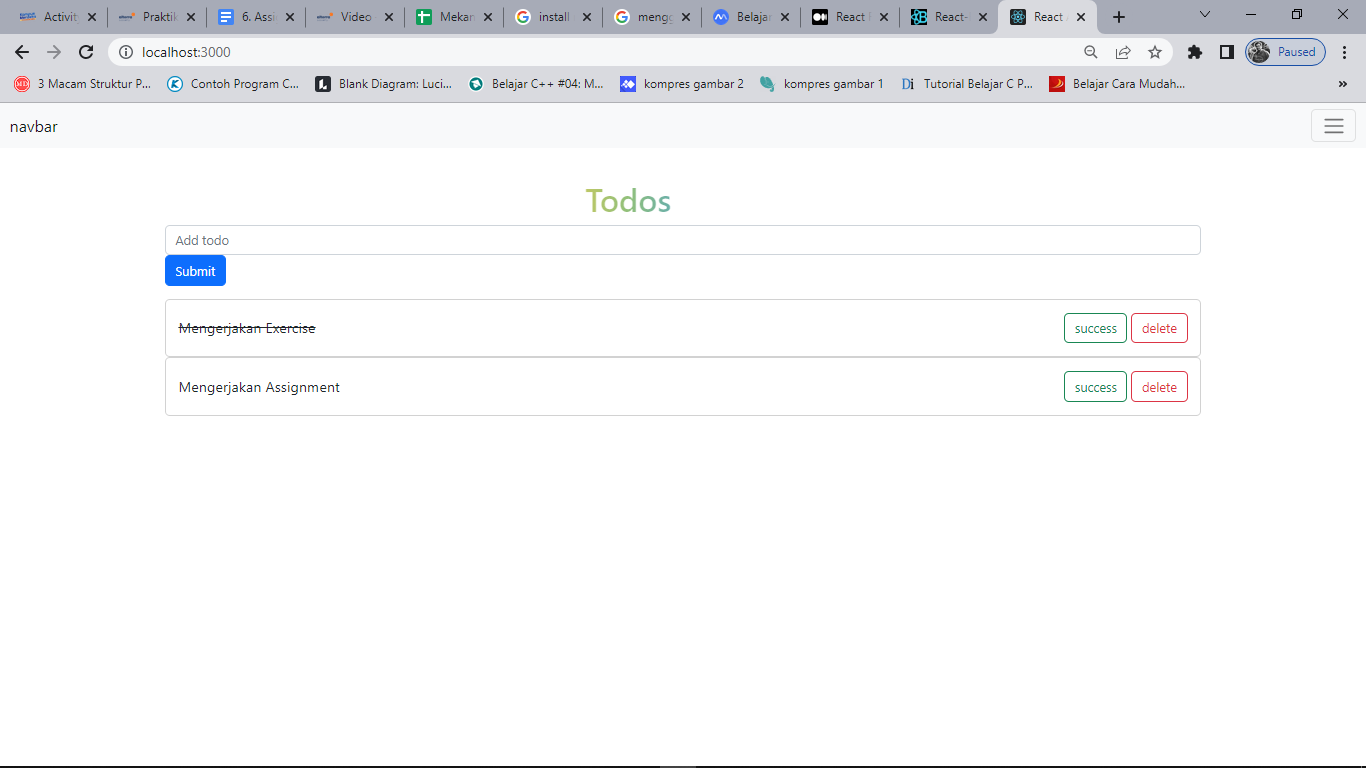 Activity
Praktik
6. Assi
Video
Mekan
install
mengg
Belajar
React
React-
React
localhost:3000
Paused
3 Macam Struktur P...
Contoh Program C...
Blank Diagram: Luci...
Belajar C++ #04: M...
kompres gambar 2
kompres gambar 1
Tutorial Belajar C P...
Belajar Cara Mudah...
»
navbar
Todos
Add todo
Submit
Mengerjakan Exercise
success
delete
Mengerjakan Assignment
success
delete